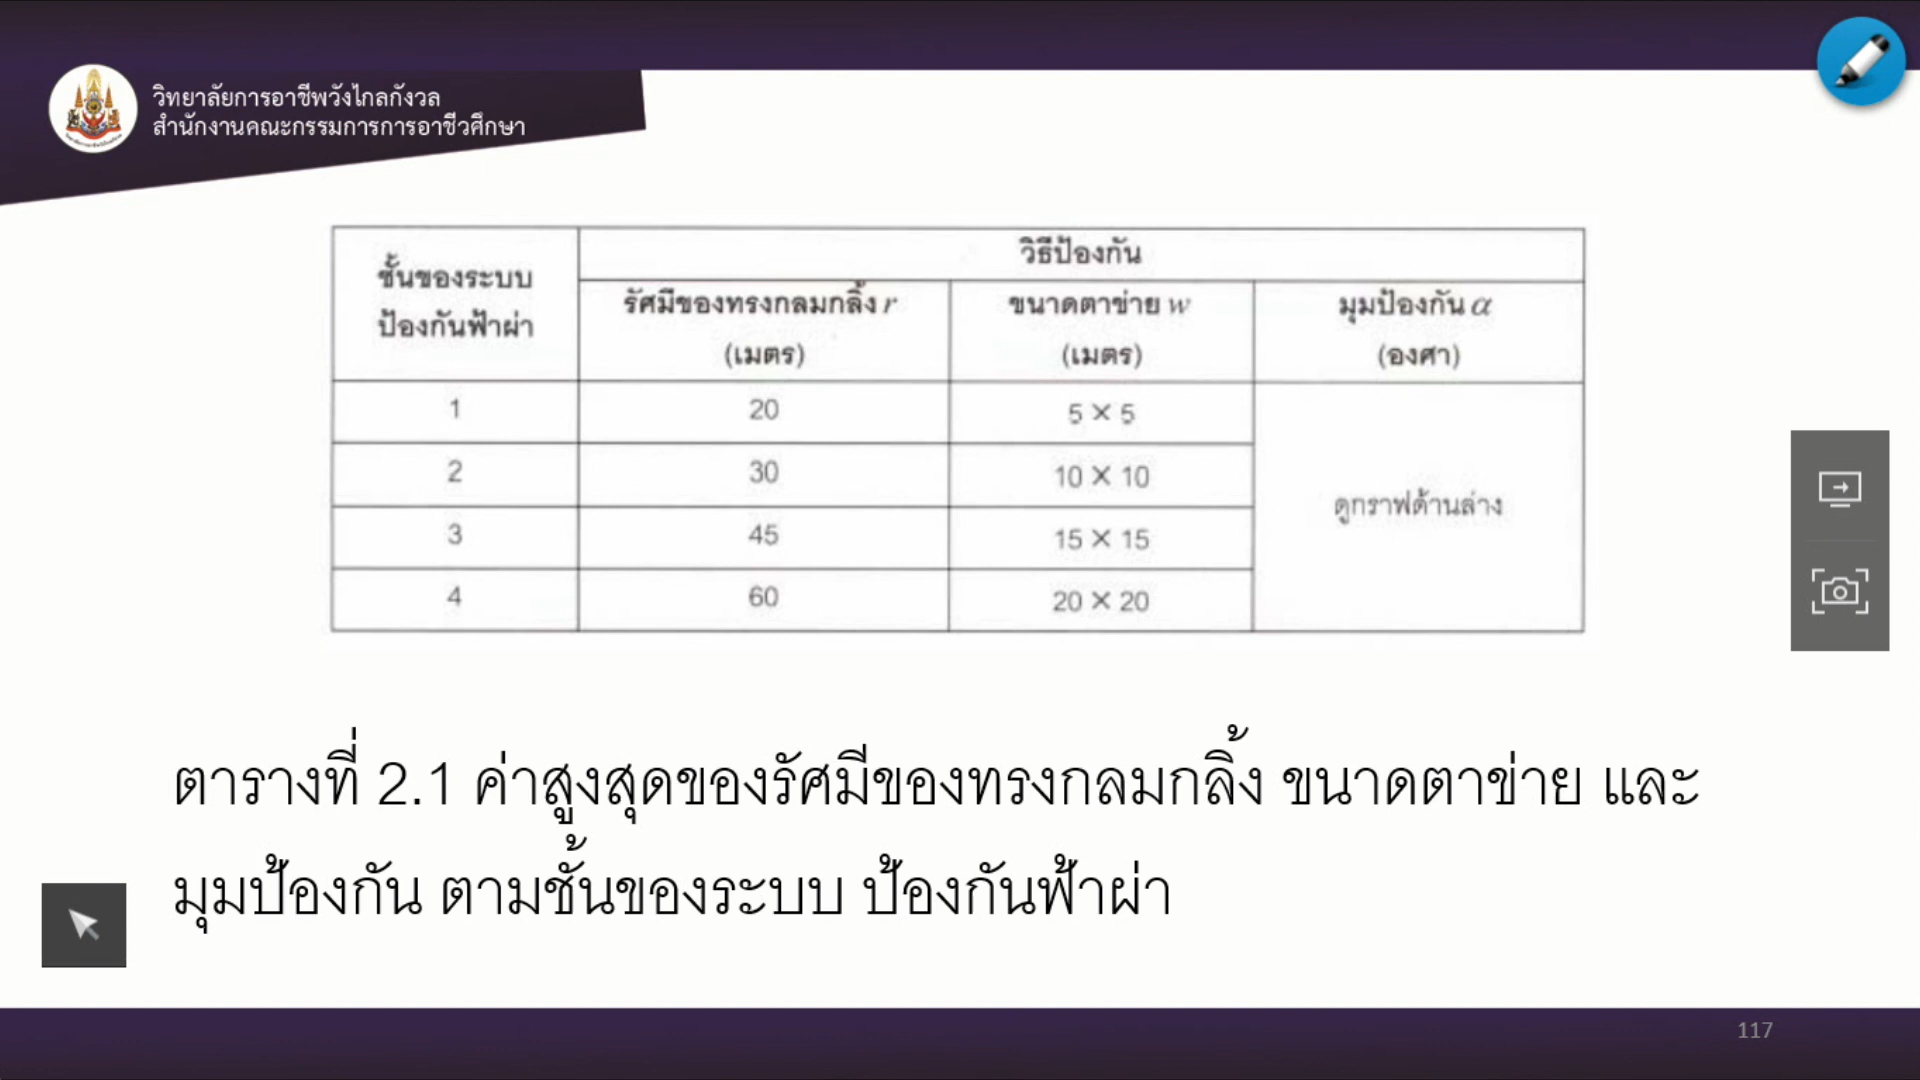 วิทยาลัยการอาชีพวังไกลกังวล
สำนักงานคณะกรรมการการอาชีวศึกษา
ชั้นของระบบ
ป้องกันฟ้าผ่า
วิธีป้องกัน
รัศมีของทรงกลมกลิ้ง r
(เมตร)
ขนาดตาข่าย w
(เมตร)
มุมป้องกัน α
(องศา)
1 20 5 × 5
2 30 10 × 10
ดูกราฟด้านล่าง
3 45 15 × 15
4 60 20 × 20
ตารางที่ 2.1 ค่าสูงสุดของรัศมีของทรงกลมกลิ้ง ขนาดตาข่าย และ
มุมป้องกัน ตามชั้นของระบบ ป้องกันฟ้าผ่า
117